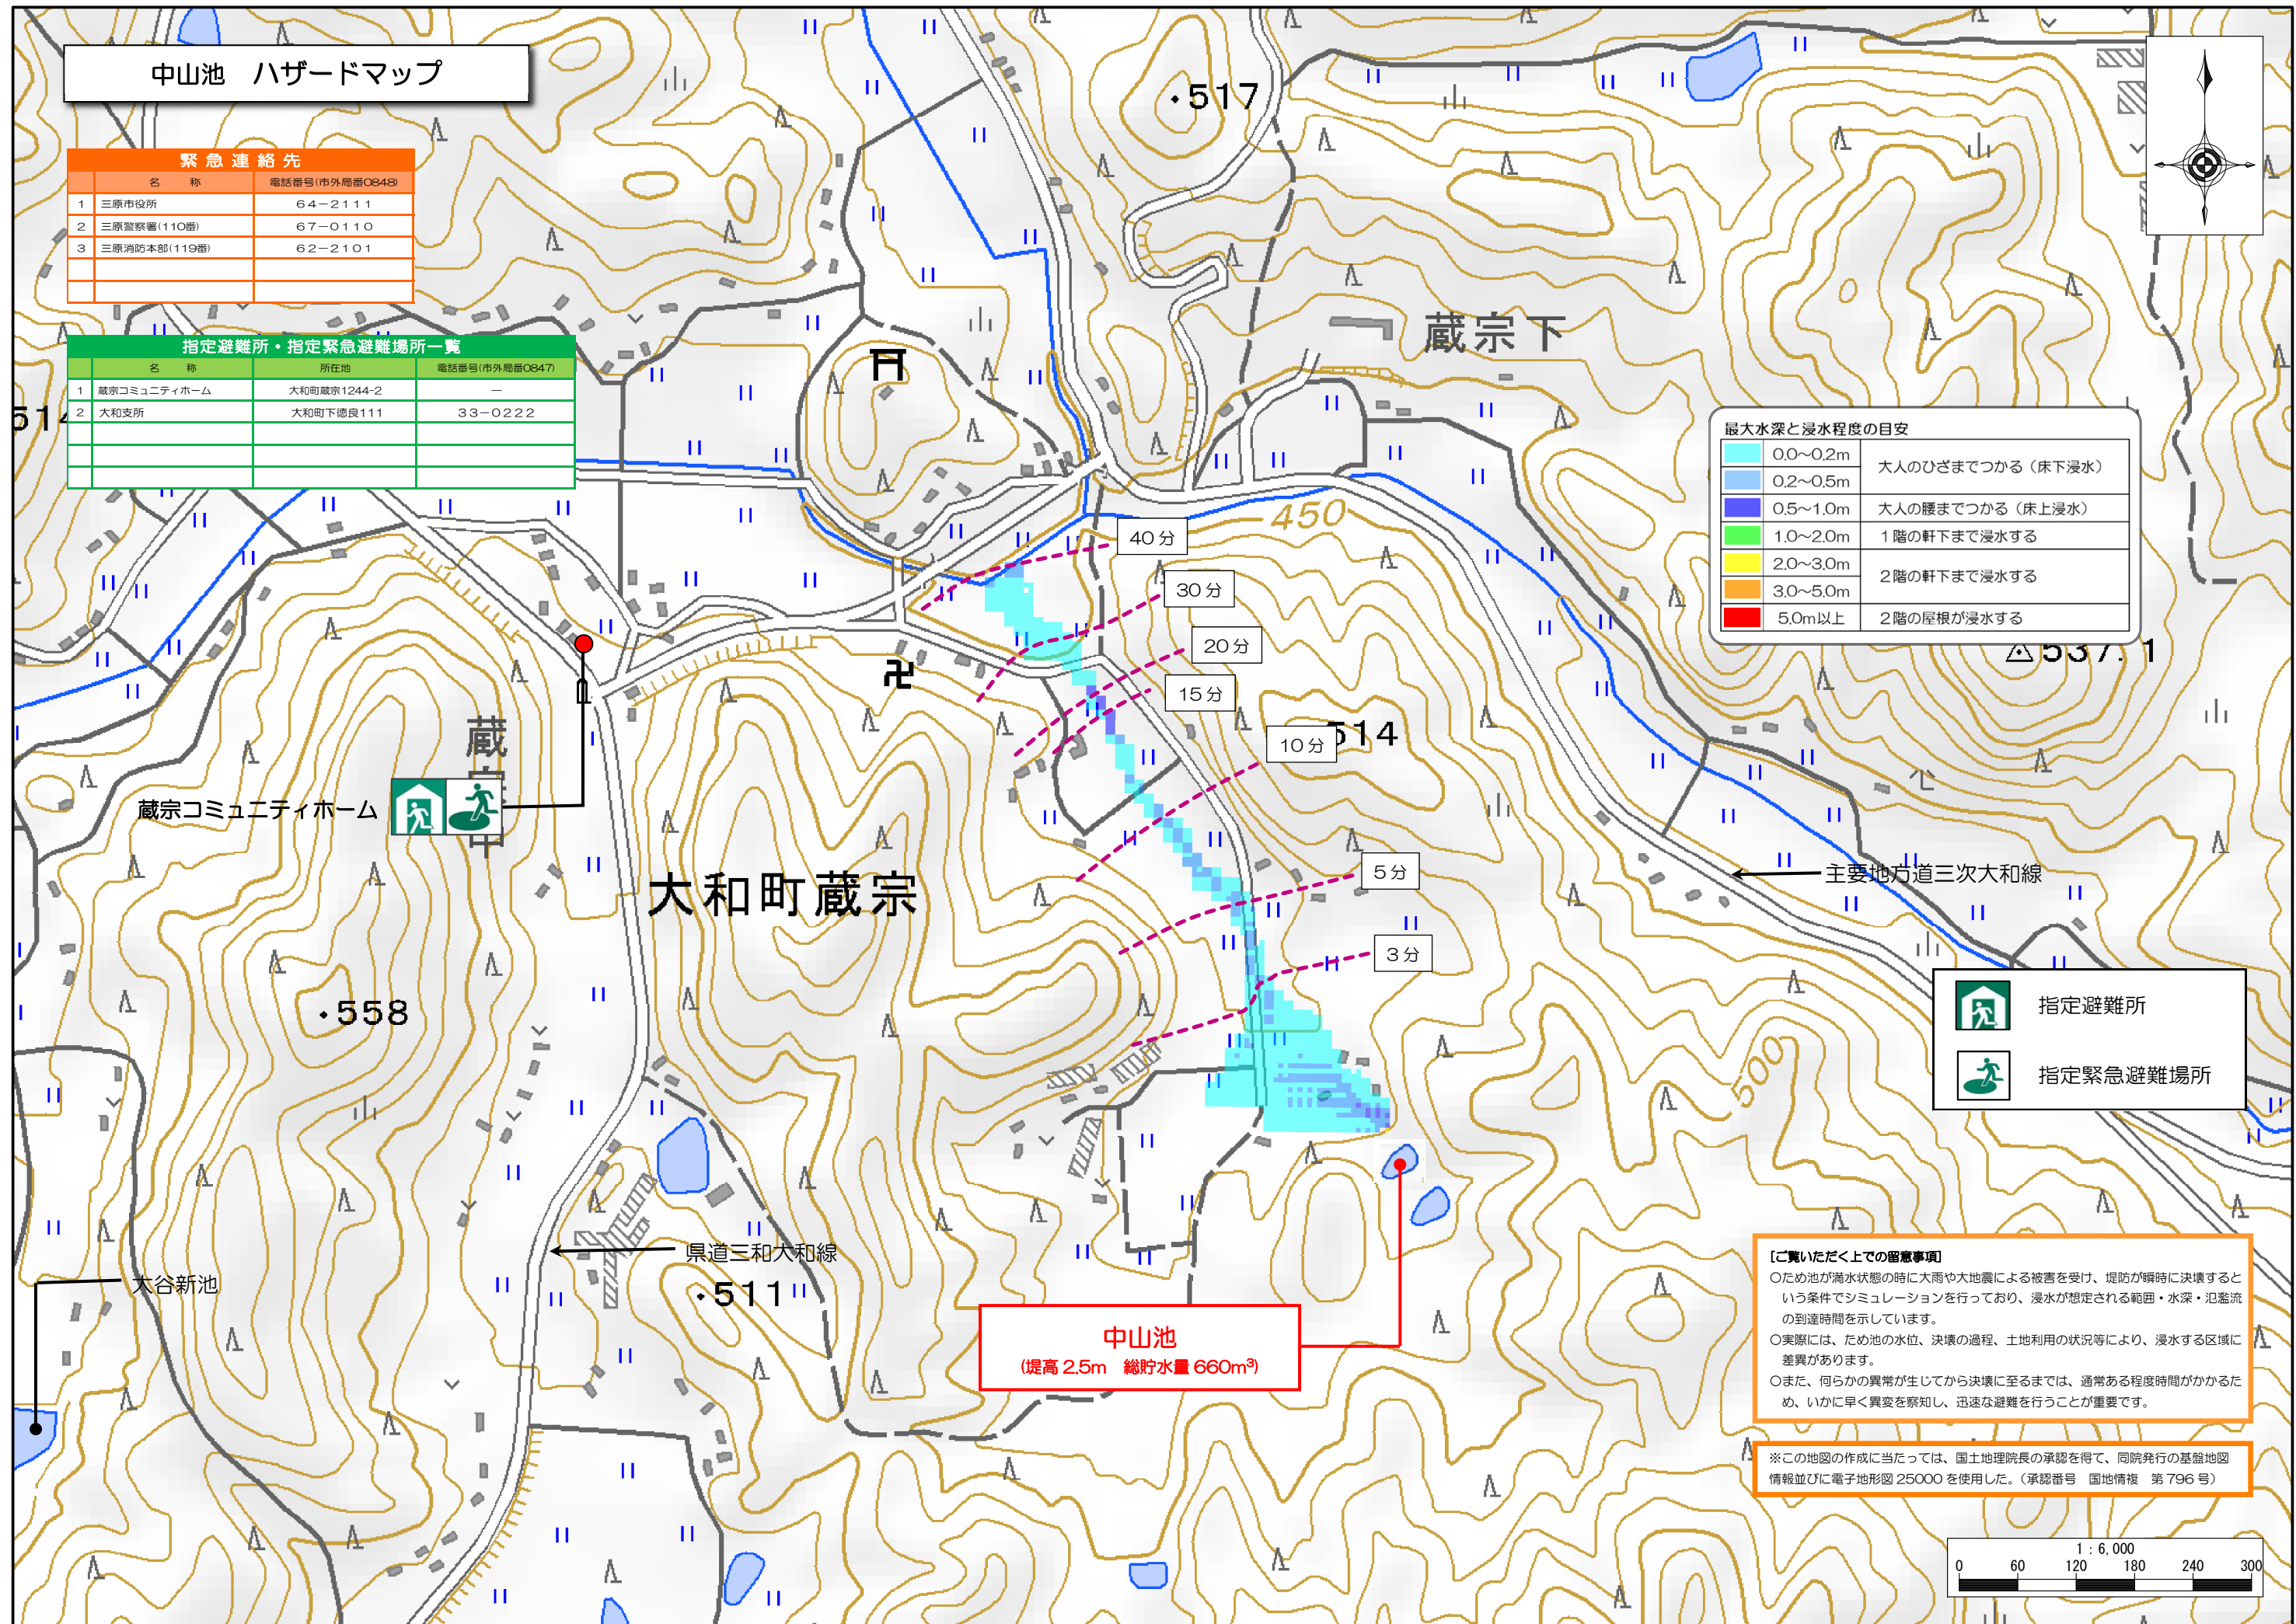 中山池　ハザードマップ
緊急連絡先
名　称　電話番号(市外局番0848)
1　三原市役所　64-2111
2　三原警察署(110番)　67-0110
3　三原消防本部(119番)　62-2101
指定避難所・指定緊急避難場所一覧
名　称　所在地　電話番号(市外局番0847)
1　蔵宗コミュニティホーム　大和町蔵宗1244-2　―
2　大和支所　大和町下徳良111　33-0222
517
蔵宗下
514
最大水深と浸水程度の目安
0.0～0.2m　大人のひざまでつかる（床下浸水）
0.2～0.5m
0.5～1.0m　大人の腰までつかる（床上浸水）
1.0～2.0m　1階の軒下まで浸水する
2.0～3.0m　2階の軒下まで浸水する
3.0～5.0m
5.0m以上　2階の屋根が浸水する
450
40分
30分
20分
15分
10分
5分
3分
537.1
514
蔵宗コミュニティホーム
大和町蔵宗
主要地方道三次大和線
558
指定避難所
指定緊急避難場所
500
県道三和大和線
511
大谷新池
中山池
(堤高2.5m　総貯水量660m³)
[ご覧いただく上での留意事項]
○ため池が満水状態の時に大雨や大地震による被害を受け、堤防が瞬時に決壊すると
いう条件でシミュレーションを行っており、浸水が想定される範囲・水深・氾濫流
の到達時間を示しています。
○実際には、ため池の水位、決壊の過程、土地利用の状況等により、浸水する区域に
差異があります。
○また、何らかの異常が生じてから決壊に至るまでは、通常ある程度時間がかかるた
め、いかに早く異変を察知し、迅速な避難を行うことが重要です。
※この地図の作成に当たっては、国土地理院長の承認を得て、同院発行の基盤地図
情報並びに電子地形図25000を使用した。（承認番号　国地情複　第796号）
1：6,000
0　60　120　180　240　300